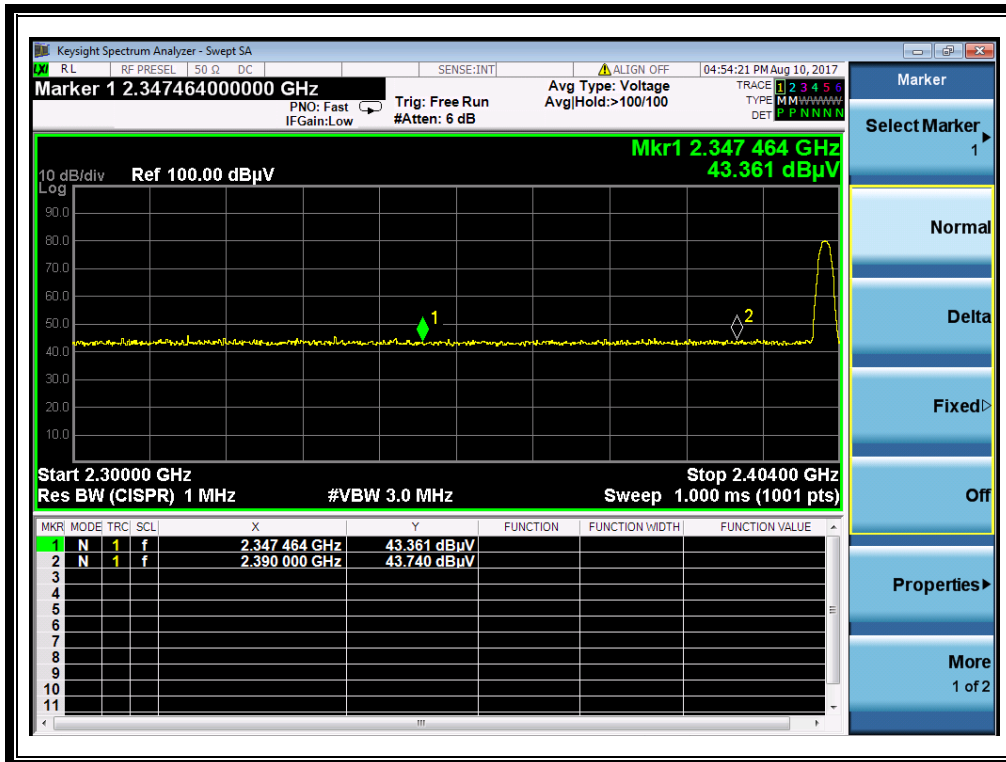 Keysight Spectrum Analyzer - Swept SA
LXI RL RF PRESEL 50 Ω DC SENSE:INT ALIGN OFF 04:54:21 PM Aug 10, 2017
Marker 1 2.347464000000 GHz
PNO: Fast
IFGain:Low
Trig: Free Run
#Atten: 6 dB
Avg Type: Voltage
Avg|Hold:>100/100
TRACE 1 2 3 4 5 6
TYPE M M W W W W
DET P P N N N N
Mkr1 2.347 464 GHz
43.361 dBµV
10 dB/div Ref 100.00 dBµV
Log
90.0
80.0
70.0
60.0
50.0
40.0
30.0
20.0
10.0
1
2
Start 2.30000 GHz Stop 2.40400 GHz
Res BW (CISPR) 1 MHz #VBW 3.0 MHz Sweep 1.000 ms (1001 pts)
MKR MODE TRC SCL X Y FUNCTION FUNCTION WIDTH FUNCTION VALUE
1 N 1 f 2.347 464 GHz 43.361 dBµV
2 N 1 f 2.390 000 GHz 43.740 dBµV
3
4
5
6
7
8
9
10
11
Marker
Select Marker
1
Normal
Delta
Fixed
Off
Properties
More
1 of 2